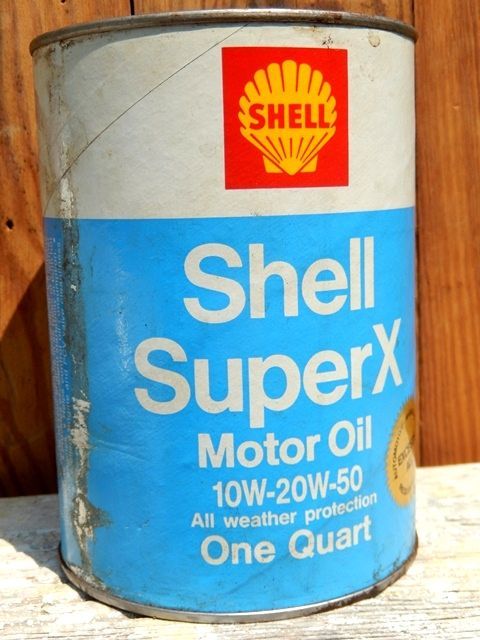 SHELL
Shell
SuperX
Motor Oil
10W-20W-50
All weather protection
One Quart